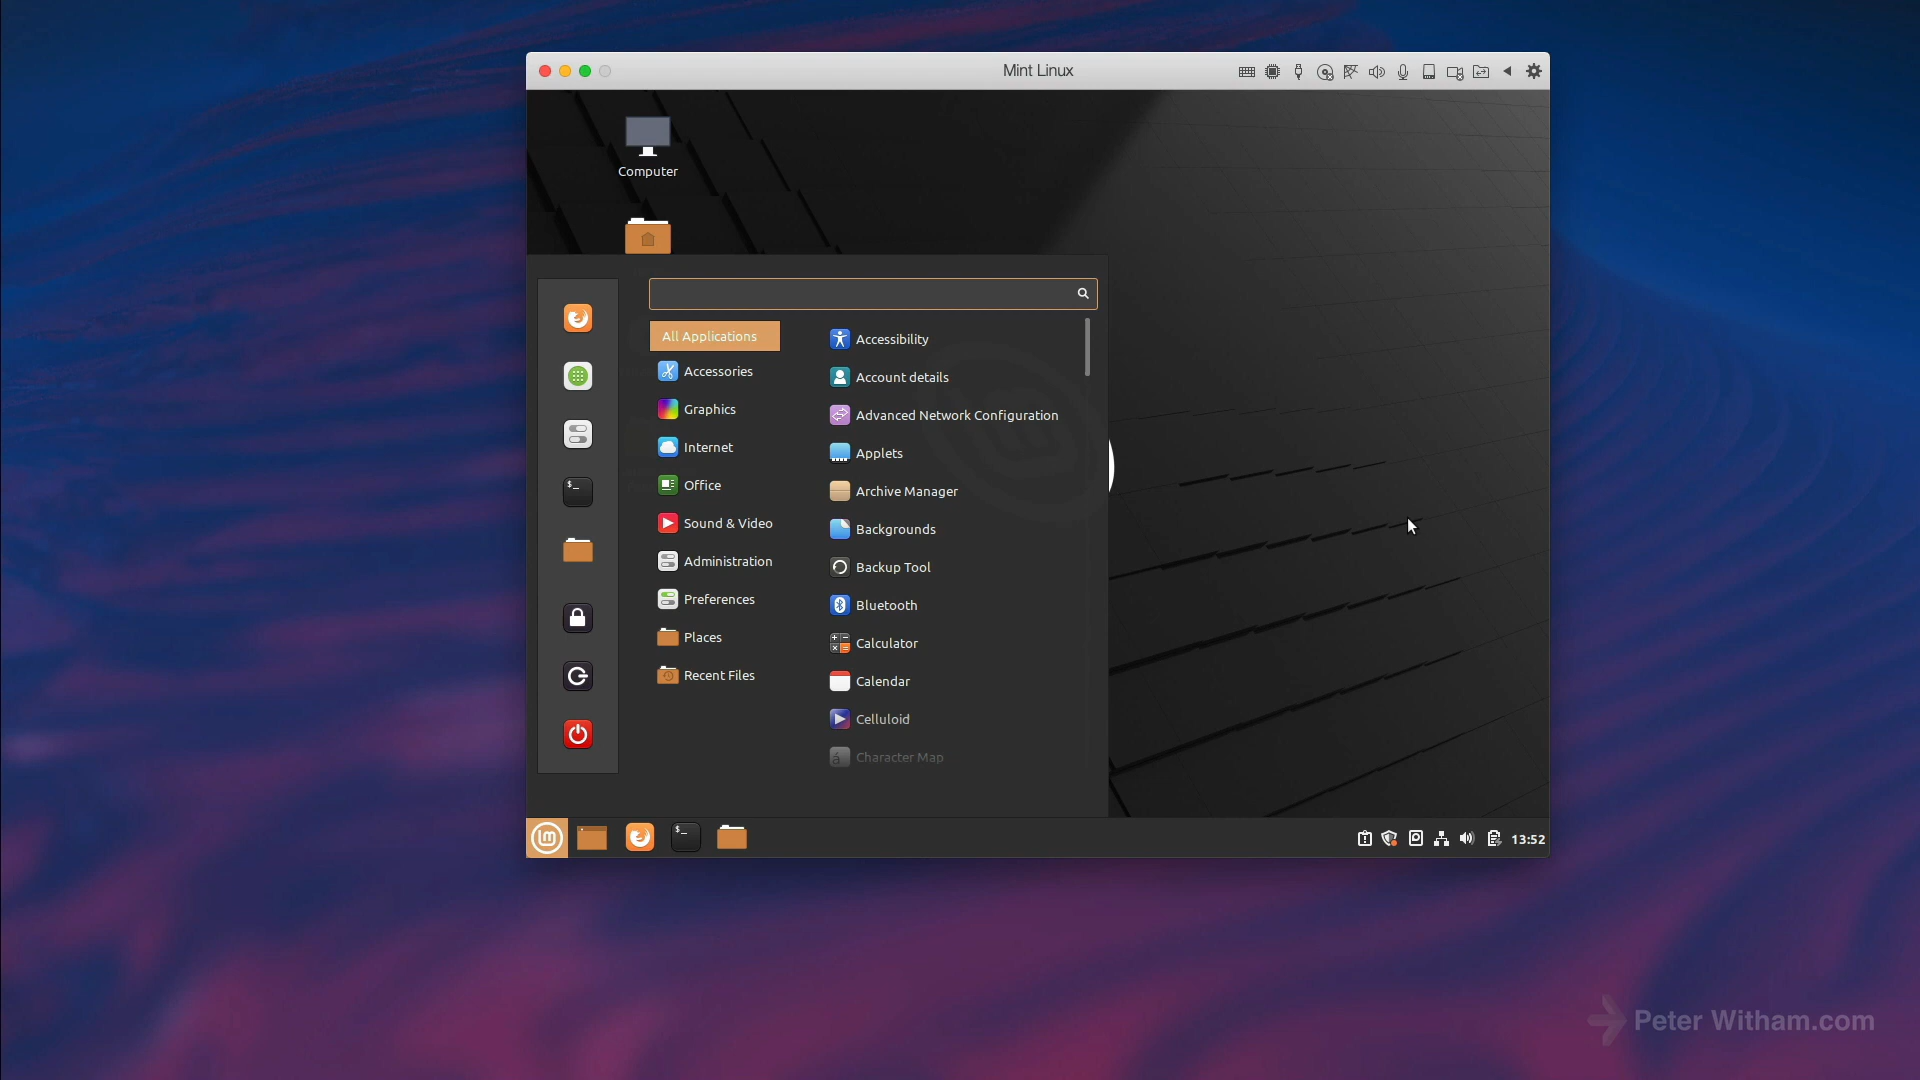 Mint Linux
Computer
All Applications
Accessories
Graphics
Internet
Office
Sound & Video
Administration
Preferences
Places
Recent Files
Accessibility
Account details
Advanced Network Configuration
Applets
Archive Manager
Backgrounds
Backup Tool
Bluetooth
Calculator
Calendar
Celluloid
Character Map
$_
$_
13:52
Peter Witham.com